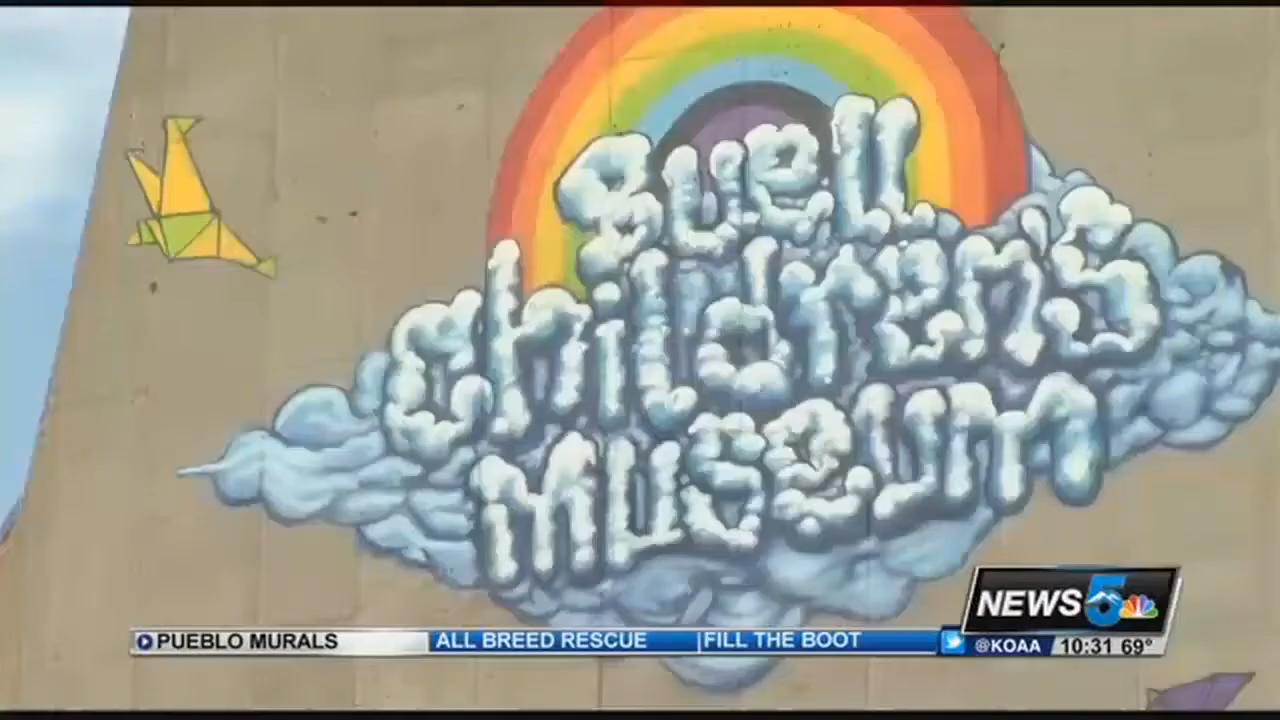 Buell
Children's
Museum
NEWS 5
PUEBLO MURALS ALL BREED RESCUE |FILL THE BOOT @KOAA 10:31 69°